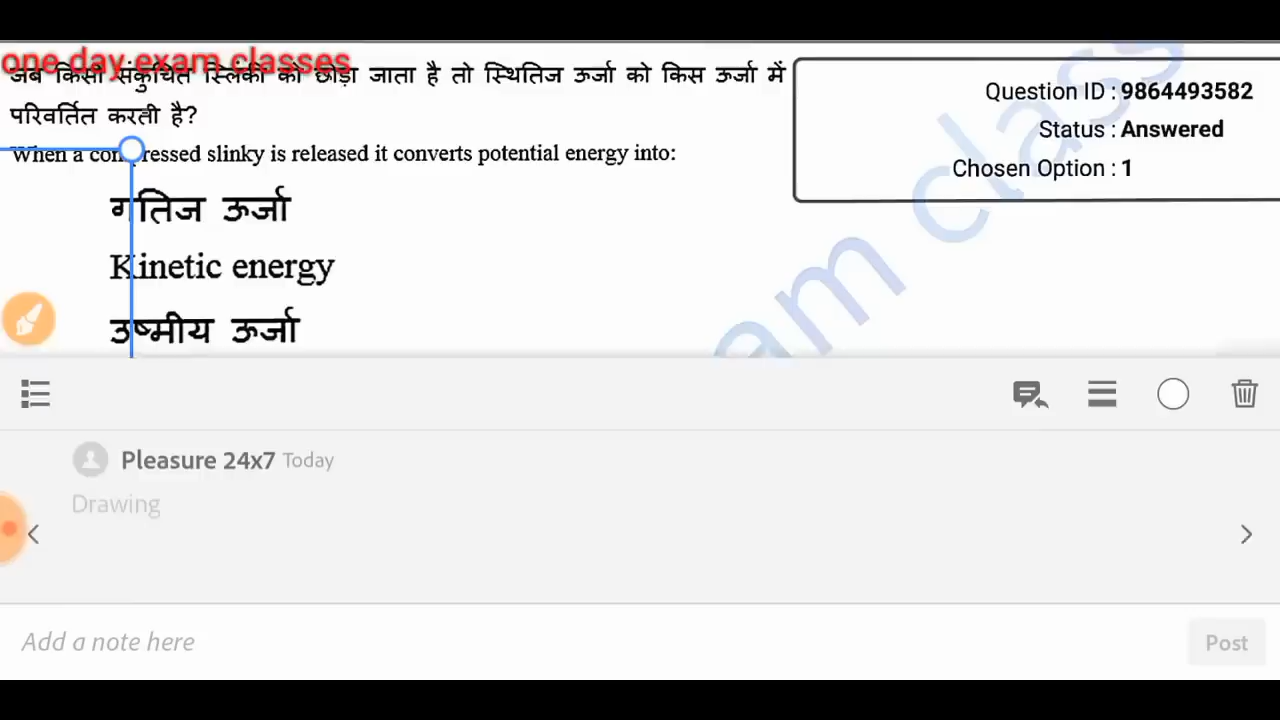 one day exam classes
जब किसी संकुचित स्लिंकी को छोड़ा जाता है तो स्थितिज ऊर्जा को किस ऊर्जा में
परिवर्तित करती है?
When a compressed slinky is released it converts potential energy into:
गतिज ऊर्जा
Kinetic energy
उष्मीय ऊर्जा
Question ID : 9864493582
Status : Answered
Chosen Option : 1
am class
Pleasure 24x7 Today
Drawing
Add a note here
Post